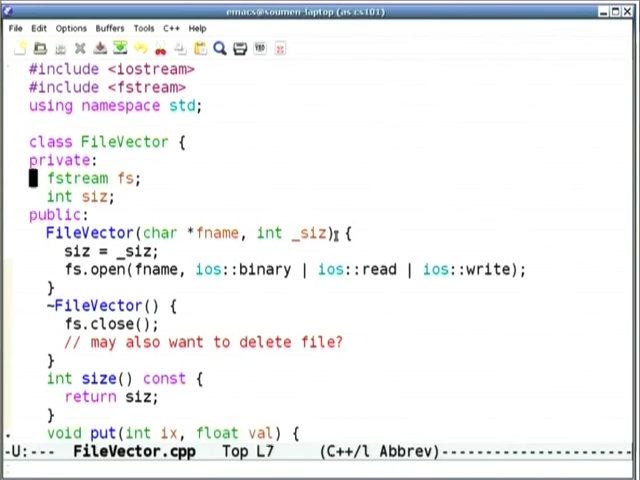 emacs@soumen-laptop (as cs101)
File Edit Options Buffers Tools C++ Help
#include <iostream>
#include <fstream>
using namespace std;
class FileVector {
private:
fstream fs;
int siz;
public:
FileVector(char *fname, int _siz) {
siz = _siz;
fs.open(fname, ios::binary | ios::read | ios::write);
}
~FileVector() {
fs.close();
// may also want to delete file?
}
int size() const {
return siz;
}
void put(int ix, float val) {
-U:--- FileVector.cpp Top L7 (C++/l Abbrev)-----------------------